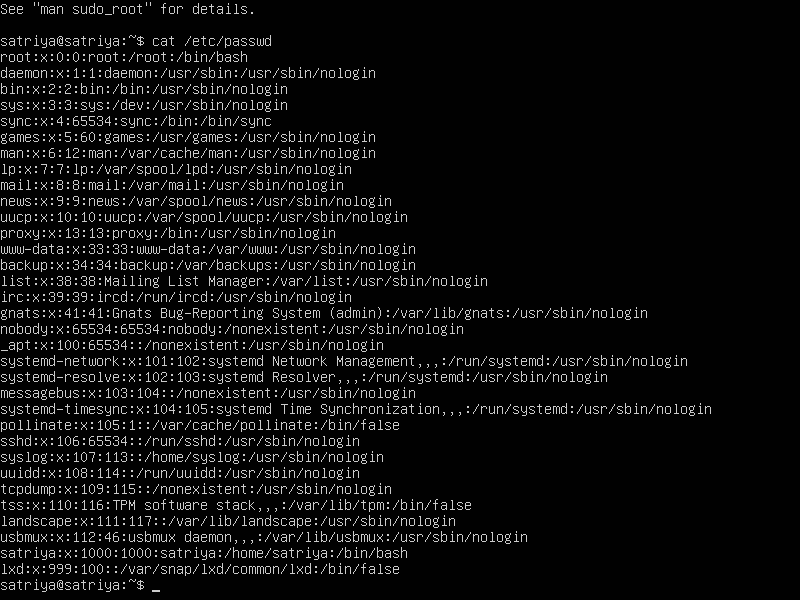 See "man sudo_root" for details.
satriya@satriya:~$ cat /etc/passwd
root:x:0:0:root:/root:/bin/bash
daemon:x:1:1:daemon:/usr/sbin:/usr/sbin/nologin
bin:x:2:2:bin:/bin:/usr/sbin/nologin
sys:x:3:3:sys:/dev:/usr/sbin/nologin
sync:x:4:65534:sync:/bin:/bin/sync
games:x:5:60:games:/usr/games:/usr/sbin/nologin
man:x:6:12:man:/var/cache/man:/usr/sbin/nologin
lp:x:7:7:lp:/var/spool/lpd:/usr/sbin/nologin
mail:x:8:8:mail:/var/mail:/usr/sbin/nologin
news:x:9:9:news:/var/spool/news:/usr/sbin/nologin
uucp:x:10:10:uucp:/var/spool/uucp:/usr/sbin/nologin
proxy:x:13:13:proxy:/bin:/usr/sbin/nologin
www-data:x:33:33:www-data:/var/www:/usr/sbin/nologin
backup:x:34:34:backup:/var/backups:/usr/sbin/nologin
list:x:38:38:Mailing List Manager:/var/list:/usr/sbin/nologin
irc:x:39:39:ircd:/run/ircd:/usr/sbin/nologin
gnats:x:41:41:Gnats Bug-Reporting System (admin):/var/lib/gnats:/usr/sbin/nologin
nobody:x:65534:65534:nobody:/nonexistent:/usr/sbin/nologin
_apt:x:100:65534::/nonexistent:/usr/sbin/nologin
systemd-network:x:101:102:systemd Network Management,,,:/run/systemd:/usr/sbin/nologin
systemd-resolve:x:102:103:systemd Resolver,,,:/run/systemd:/usr/sbin/nologin
messagebus:x:103:104::/nonexistent:/usr/sbin/nologin
systemd-timesync:x:104:105:systemd Time Synchronization,,,:/run/systemd:/usr/sbin/nologin
pollinate:x:105:1::/var/cache/pollinate:/bin/false
sshd:x:106:65534::/run/sshd:/usr/sbin/nologin
syslog:x:107:113::/home/syslog:/usr/sbin/nologin
uuidd:x:108:114::/run/uuidd:/usr/sbin/nologin
tcpdump:x:109:115::/nonexistent:/usr/sbin/nologin
tss:x:110:116:TPM software stack,,,:/var/lib/tpm:/bin/false
landscape:x:111:117::/var/lib/landscape:/usr/sbin/nologin
usbmux:x:112:46:usbmux daemon,,,:/var/lib/usbmux:/usr/sbin/nologin
satriya:x:1000:1000:satriya:/home/satriya:/bin/bash
lxd:x:999:100::/var/snap/lxd/common/lxd:/bin/false
satriya@satriya:~$ _